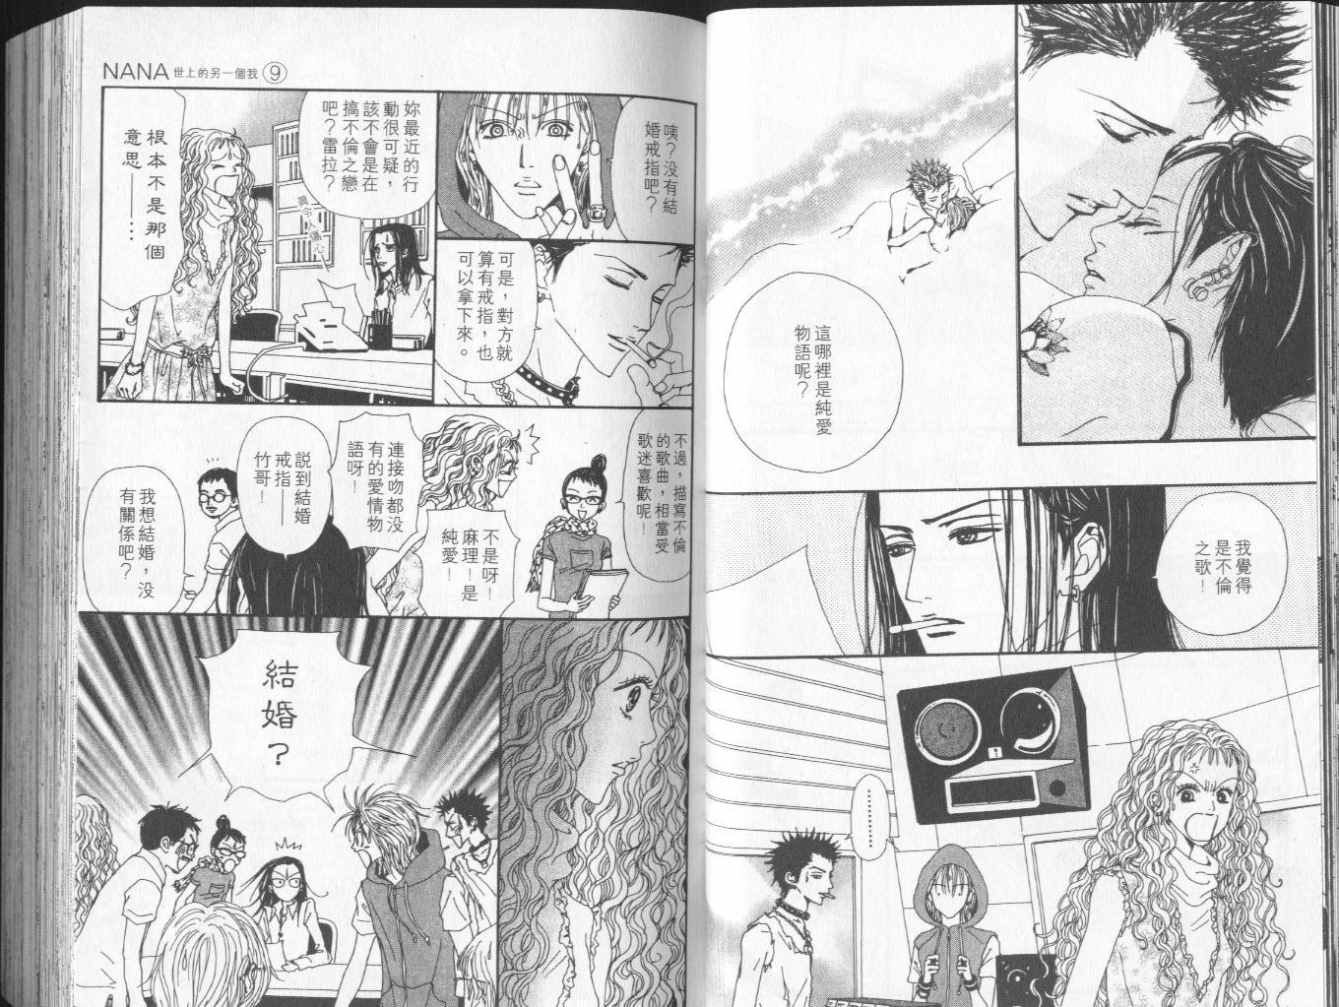 這哪裡是純愛
物語呢？
我覺得
是不倫
之歌！
………
NANA 世上的另一個我 ⑨
咦？没有結
婚戒指吧？
可是，對方就
算有戒指，也
可以拿下來。
妳最近的行
動很可疑，
該不會是在
搞不倫之戀
吧？雷拉？
根本不是那個
意思——…
不過，描寫不倫
的歌曲，相當受
歌迷喜歡呢！
不是呀！
麻理！是
純愛！
連接吻都没
有的愛情物
語呀！
説到結婚
戒指——
竹哥！
我想結婚，没
有關係吧？
結婚？